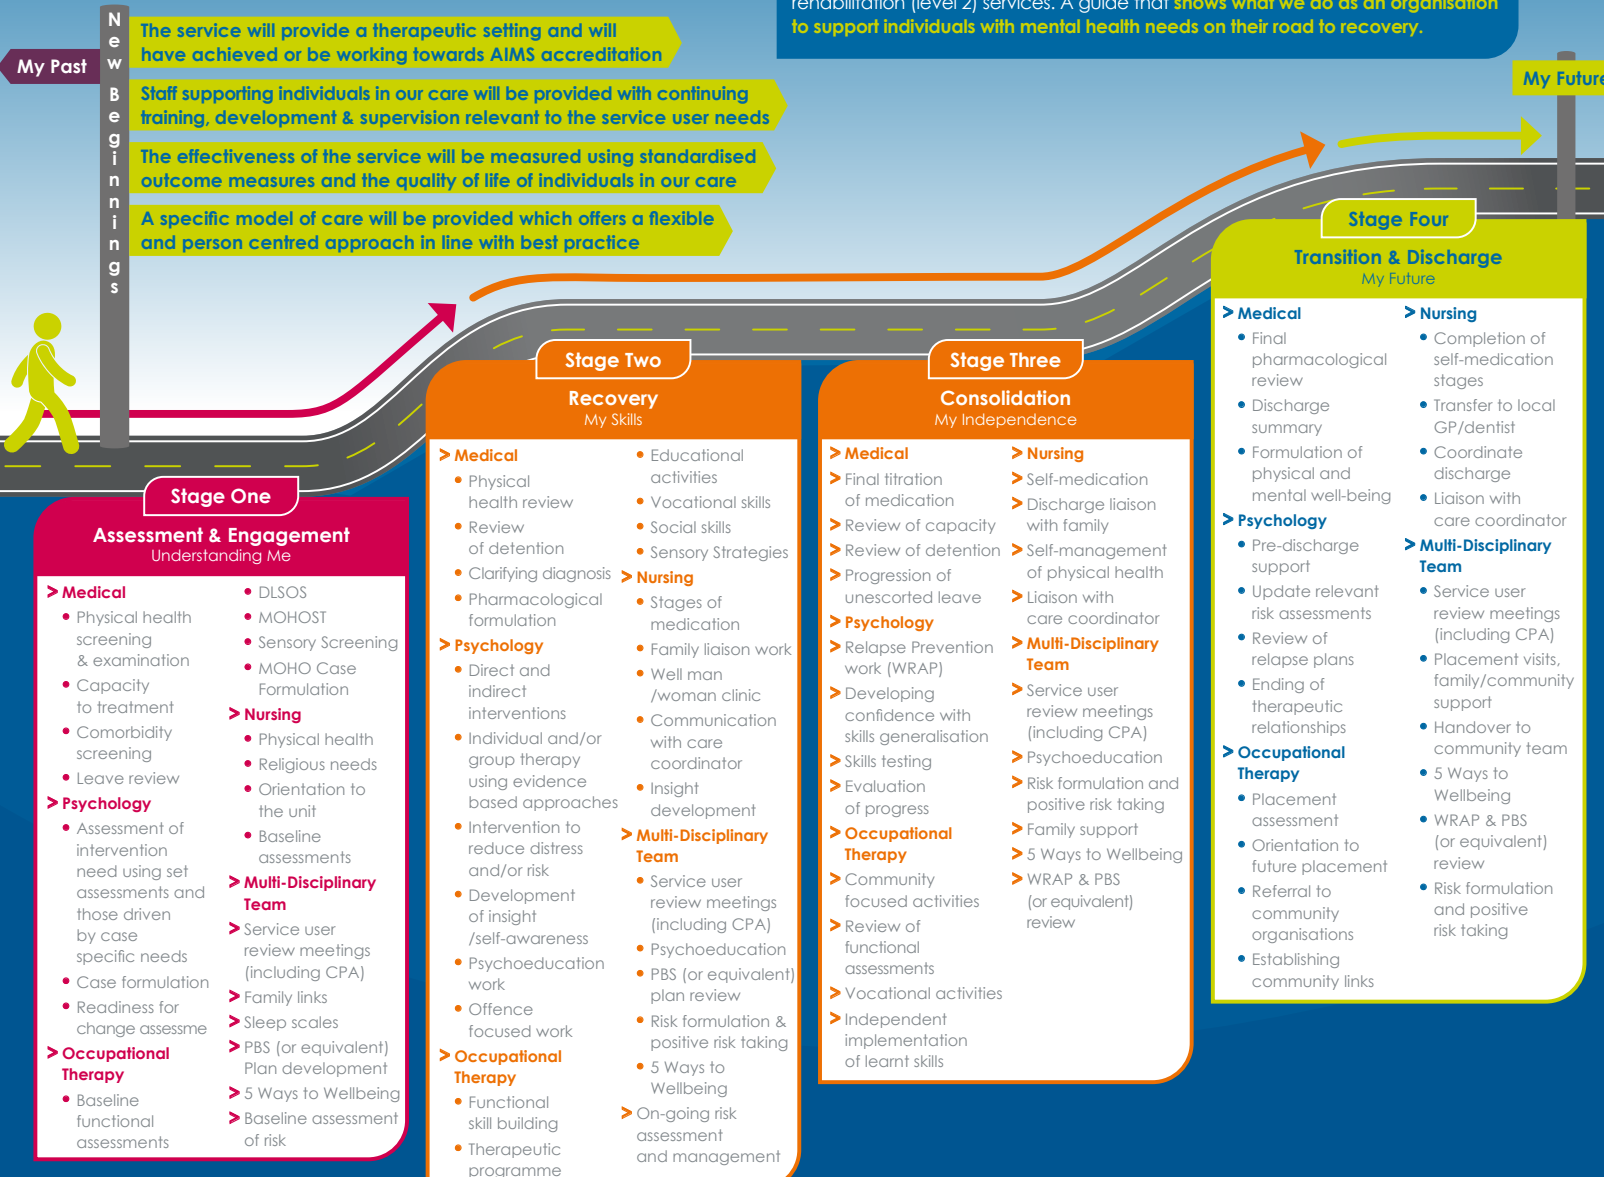 rehabilitation (level 2) services. A guide that shows what we do as an organisation
to support individuals with mental health needs on their road to recovery.
My Past
New Beginnings
The service will provide a therapeutic setting and will
have achieved or be working towards AIMS accreditation
Staff supporting individuals in our care will be provided with continuing
training, development & supervision relevant to the service user needs
The effectiveness of the service will be measured using standardised
outcome measures and the quality of life of individuals in our care
A specific model of care will be provided which offers a flexible
and person centred approach in line with best practice
My Future
Stage One
Assessment & Engagement
Understanding Me
> Medical
• Physical health
screening
& examination
• Capacity
to treatment
• Comorbidity
screening
• Leave review
> Psychology
• Assessment of
intervention
need using set
assessments and
those driven
by case
specific needs
• Case formulation
• Readiness for
change assessme
> Occupational
Therapy
• Baseline
functional
assessments
• DLSOS
• MOHOST
• Sensory Screening
• MOHO Case
Formulation
> Nursing
• Physical health
• Religious needs
• Orientation to
the unit
• Baseline
assessments
> Multi-Disciplinary
Team
> Service user
review meetings
(including CPA)
> Family links
> Sleep scales
> PBS (or equivalent)
Plan development
> 5 Ways to Wellbeing
> Baseline assessment
of risk
Stage Two
Recovery
My Skills
> Medical
• Physical
health review
• Review
of detention
• Clarifying diagnosis
• Pharmacological
formulation
> Psychology
• Direct and
indirect
interventions
• Individual and/or
group therapy
using evidence
based approaches
• Intervention to
reduce distress
and/or risk
• Development
of insight
/self-awareness
• Psychoeducation
work
• Offence
focused work
> Occupational
Therapy
• Functional
skill building
• Therapeutic
programme
• Educational
activities
• Vocational skills
• Social skills
• Sensory Strategies
> Nursing
• Stages of
medication
• Family liaison work
• Well man
/woman clinic
• Communication
with care
coordinator
• Insight
development
> Multi-Disciplinary
Team
• Service user
review meetings
(including CPA)
• Psychoeducation
• PBS (or equivalent)
plan review
• Risk formulation &
positive risk taking
• 5 Ways to
Wellbeing
> On-going risk
assessment
and management
Stage Three
Consolidation
My Independence
> Medical
> Final titration
of medication
> Review of capacity
> Review of detention
> Progression of
unescorted leave
> Psychology
> Relapse Prevention
work (WRAP)
> Developing
confidence with
skills generalisation
> Skills testing
> Evaluation
of progress
> Occupational
Therapy
> Community
focused activities
> Review of
functional
assessments
> Vocational activities
> Independent
implementation
of learnt skills
> Nursing
> Self-medication
> Discharge liaison
with family
> Self-management
of physical health
> Liaison with
care coordinator
> Multi-Disciplinary
Team
> Service user
review meetings
(including CPA)
> Psychoeducation
> Risk formulation and
positive risk taking
> Family support
> 5 Ways to Wellbeing
> WRAP & PBS
(or equivalent)
review
Stage Four
Transition & Discharge
My Future
> Medical
• Final
pharmacological
review
• Discharge
summary
• Formulation of
physical and
mental well-being
> Psychology
• Pre-discharge
support
• Update relevant
risk assessments
• Review of
relapse plans
• Ending of
therapeutic
relationships
> Occupational
Therapy
• Placement
assessment
• Orientation to
future placement
• Referral to
community
organisations
• Establishing
community links
> Nursing
• Completion of
self-medication
stages
• Transfer to local
GP/dentist
• Coordinate
discharge
• Liaison with
care coordinator
> Multi-Disciplinary
Team
• Service user
review meetings
(including CPA)
• Placement visits,
family/community
support
• Handover to
community team
• 5 Ways to
Wellbeing
• WRAP & PBS
(or equivalent)
review
• Risk formulation
and positive
risk taking